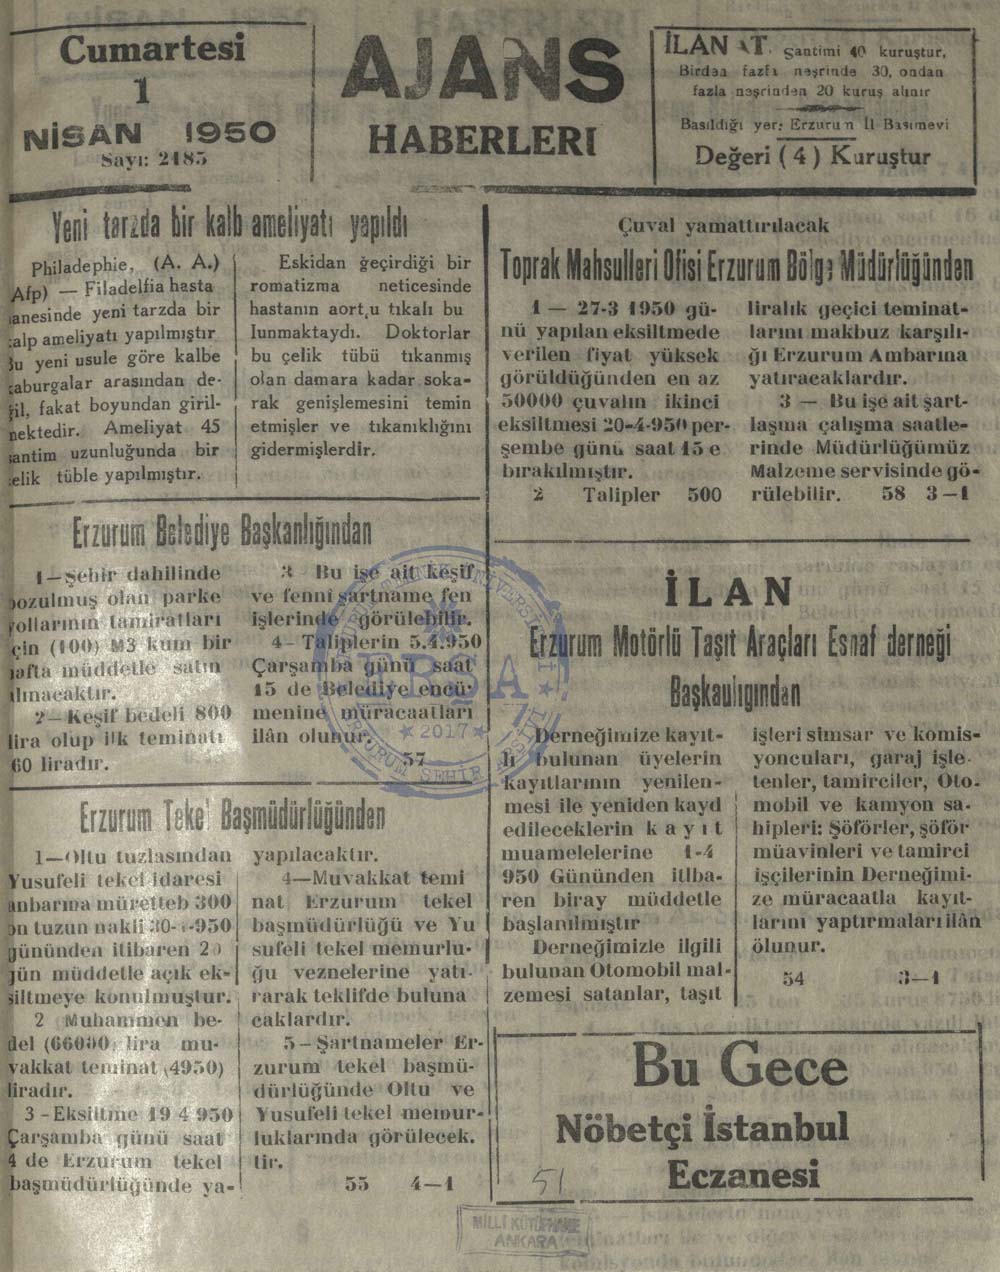 Cumartesi
1
NİSAN 1950
Sayı: 2185
AJANS
HABERLERİ
İLAN santimi 40 kuruştur,
Birden fazla neşrinde 30, ondan
fazla neşrinden 20 kuruş alınır
Basıldığı yer: Erzurum İl Basımevi
Değeri ( 4 ) Kuruştur
Yeni tarzda bir kalb ameliyatı yapıldı
Philadephie, (A. A.)
Afp) — Filadelfia hasta
anesinde yeni tarzda bir
alp ameliyatı yapılmıştır
Bu yeni usule göre kalbe
aburgalar arasından de-
ğil, fakat boyundan giril-
mektedir. Ameliyat 45
santim uzunluğunda bir
çelik tüble yapılmıştır.
Eskidan geçirdiği bir
romatizma neticesinde
hastanın aort,u tıkalı bu
lunmaktaydı. Doktorlar
bu çelik tübü tıkanmış
olan damara kadar soka-
rak genişlemesini temin
etmişler ve tıkanıklığını
gidermişlerdir.
Erzurum Belediye Başkanlığından
1—Şehir dahilinde
bozulmuş olan parke
yollarının tamiratları
için (100) M3 kum bir
hafta müddetle satın
alınacaktır.
2—Keşif bedeli 800
lira olup ilk teminatı
60 liradır.
3 Bu işe ait keşif
ve fenni şartname fen
işlerinde görülebilir.
4- Taliplerin 5.4.950
Çarşamba günü saat
15 de Belediye encü-
menine müracaatları
ilân olunur.
57
Erzurum Tekel Başmüdürlüğünden
1—Oltu tuzlasından
Yusufeli tekel idaresi
anbarına müretteb 300
on tuzun nakli 30- -950
gününden itibaren 20
gün müddetle açık ek-
siltmeye konulmuştur.
2 Muhammen be-
del (66000) lira mu-
vakkat teminat (4950)
liradır.
3 -Eksiltme 19 4 950
Çarşamba günü saat
4 de Erzurum tekel
başmüdürlüğünde ya-
yapılacaktır.
4—Muvakkat temi
nat Erzurum tekel
başmüdürlüğü ve Yu
sufeli tekel memurlu-
ğu veznelerine yatı-
rarak teklifde buluna
caklardır.
5—Şartnameler Er-
zurum tekel başmü-
dürlüğünde Oltu ve
Yusufeli tekel memur-
luklarında görülecek.
tir.
55 4—1
Çuval yamattırılacak
Toprak Mahsulleri Ofisi Erzurum Bölge Müdürlüğünden
1 — 27-3 1950 gü-
nü yapılan eksiltmede
verilen fiyat yüksek
görüldüğünden en az
50000 çuvalın ikinci
eksiltmesi 20-4-950 per-
şembe günü saat 15 e
bırakılmıştır.
2 Talipler 500
liralık geçici teminat-
larını makbuz karşılı-
ğı Erzurum Ambarına
yatıracaklardır.
3 — Bu işe ait şart-
laşma çalışma saatle-
rinde Müdürlüğümüz
Malzeme servisinde gö-
rülebilir. 58 3-1
İLAN
Erzurum Motörlü Taşıt Araçları Esnaf derneği
Başkanlığından
Derneğimize kayıt-
lı bulunan üyelerin
kayıtlarının yenilen-
mesi ile yeniden kayd
edileceklerin kayıt
muamelelerine 1-4
950 Gününden itiba-
ren biray müddetle
başlanılmıştır
Derneğimizle ilgili
bulunan Otomobil mal-
zemesi satanlar, taşıt
işleri simsar ve komis-
yoncuları, garaj işle-
tenler, tamirciler, Oto-
mobil ve kamyon sa-
hipleri: Şöförler, şöför
müavinleri ve tamirci
işçilerinin Derneğimi-
ze müracaatla kayıt-
larını yaptırmaları ilân
ölunur.
54 3—1
Bu Gece
Nöbetçi İstanbul
Eczanesi
51
MİLLİ KÜTÜPHANE
ANKARA
ERŞA
2017